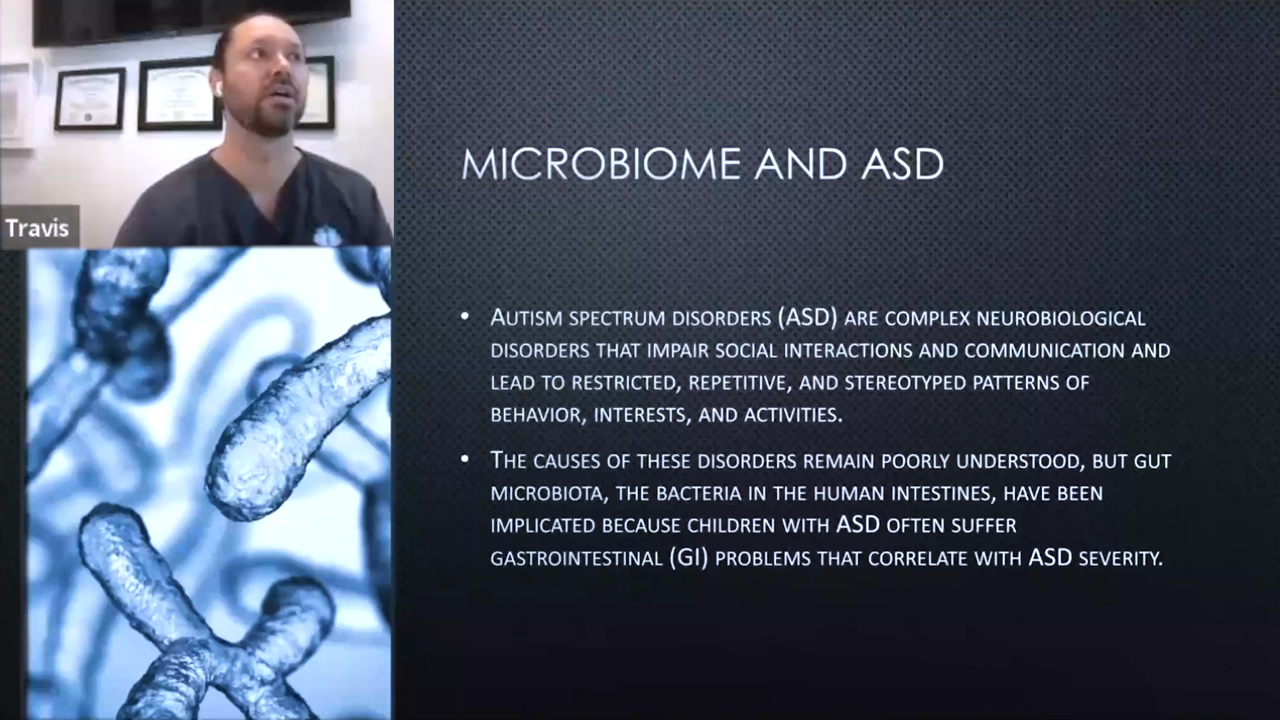 Travis
MICROBIOME AND ASD
• AUTISM SPECTRUM DISORDERS (ASD) ARE COMPLEX NEUROBIOLOGICAL
DISORDERS THAT IMPAIR SOCIAL INTERACTIONS AND COMMUNICATION AND
LEAD TO RESTRICTED, REPETITIVE, AND STEREOTYPED PATTERNS OF
BEHAVIOR, INTERESTS, AND ACTIVITIES.
• THE CAUSES OF THESE DISORDERS REMAIN POORLY UNDERSTOOD, BUT GUT
MICROBIOTA, THE BACTERIA IN THE HUMAN INTESTINES, HAVE BEEN
IMPLICATED BECAUSE CHILDREN WITH ASD OFTEN SUFFER
GASTROINTESTINAL (GI) PROBLEMS THAT CORRELATE WITH ASD SEVERITY.